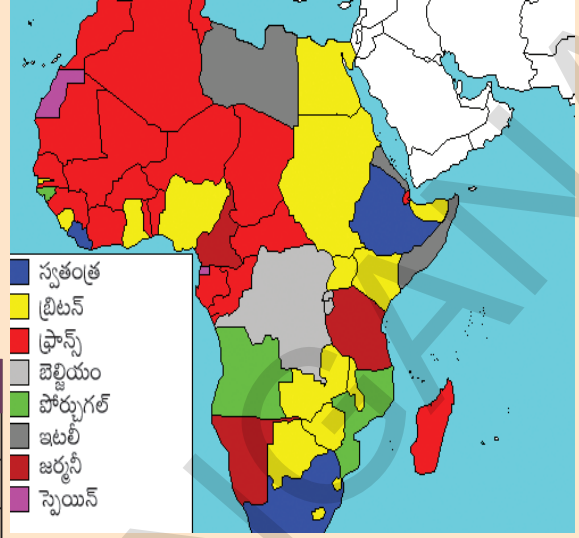 స్వతంత్ర
బ్రిటన్
ఫ్రాన్స్
బెల్జియం
పోర్చుగల్
ఇటలీ
జర్మనీ
స్పెయిన్